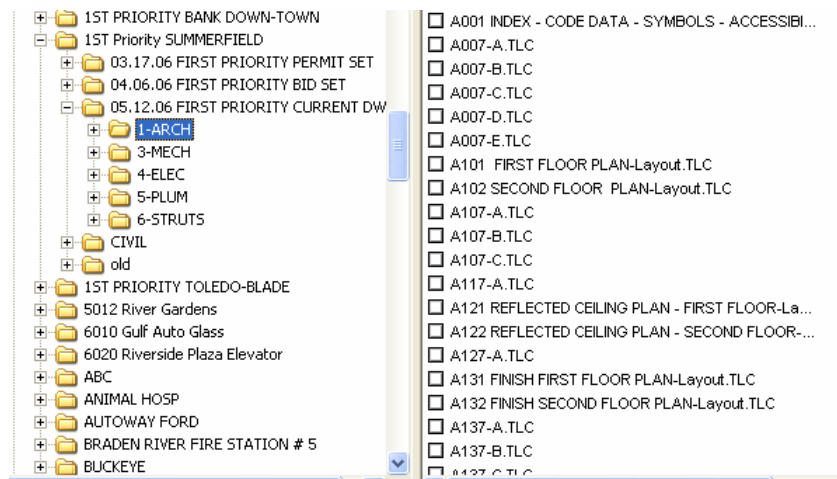 1ST PRIORITY BANK DOWN-TOWN
1ST Priority SUMMERFIELD
03.17.06 FIRST PRIORITY PERMIT SET
04.06.06 FIRST PRIORITY BID SET
05.12.06 FIRST PRIORITY CURRENT DW
1-ARCH
3-MECH
4-ELEC
5-PLUM
6-STRUTS
CIVIL
old
1ST PRIORITY TOLEDO-BLADE
5012 River Gardens
6010 Gulf Auto Glass
6020 Riverside Plaza Elevator
ABC
ANIMAL HOSP
AUTOWAY FORD
BRADEN RIVER FIRE STATION # 5
BUCKEYE
A001 INDEX - CODE DATA - SYMBOLS - ACCESSIBI...
A007-A.TLC
A007-B.TLC
A007-C.TLC
A007-D.TLC
A007-E.TLC
A101  FIRST FLOOR PLAN-Layout.TLC
A102 SECOND FLOOR  PLAN-Layout.TLC
A107-A.TLC
A107-B.TLC
A107-C.TLC
A117-A.TLC
A121 REFLECTED CEILING PLAN - FIRST FLOOR-La...
A122 REFLECTED CEILING PLAN - SECOND FLOOR-...
A127-A.TLC
A131 FINISH FIRST FLOOR PLAN-Layout.TLC
A132 FINISH SECOND FLOOR PLAN-Layout.TLC
A137-A.TLC
A137-B.TLC
A137-C.TLC